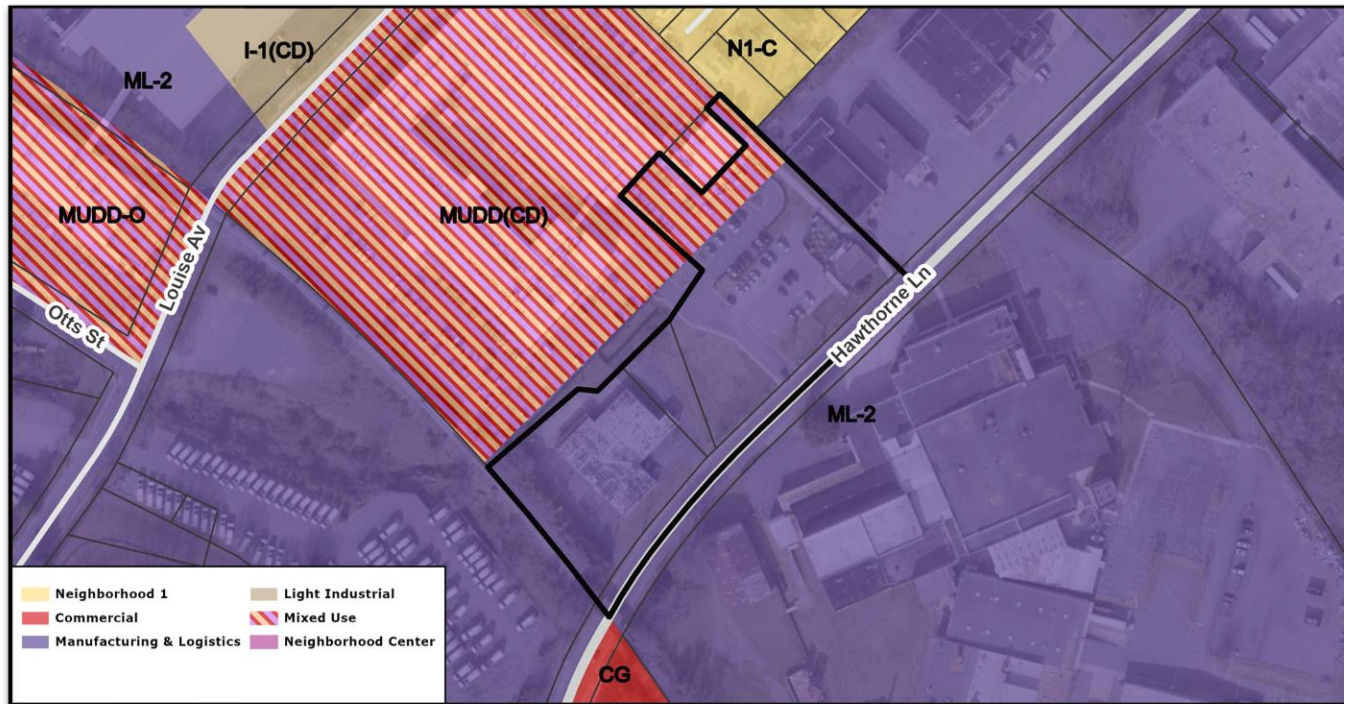 I-1(CD)
N1-C
ML-2
MUDD-O
MUDD(CD)
Louise Av
Otts St
Hawthorne Ln
ML-2
CG
Neighborhood 1
Light Industrial
Commercial
Mixed Use
Manufacturing & Logistics
Neighborhood Center